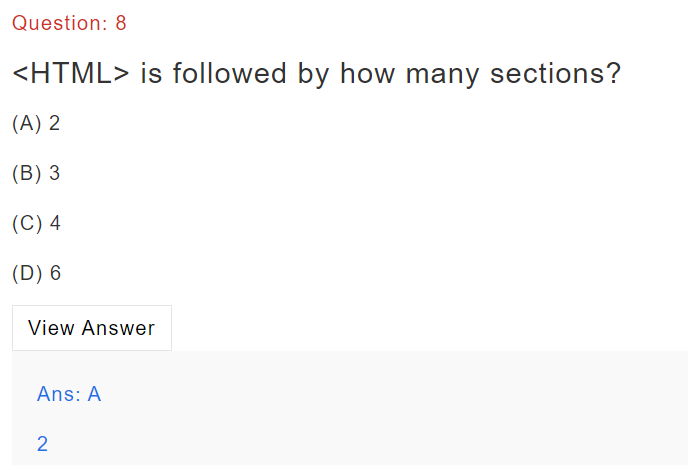 Question: 8
<HTML> is followed by how many sections?
(A) 2
(B) 3
(C) 4
(D) 6
View Answer
Ans: A
2